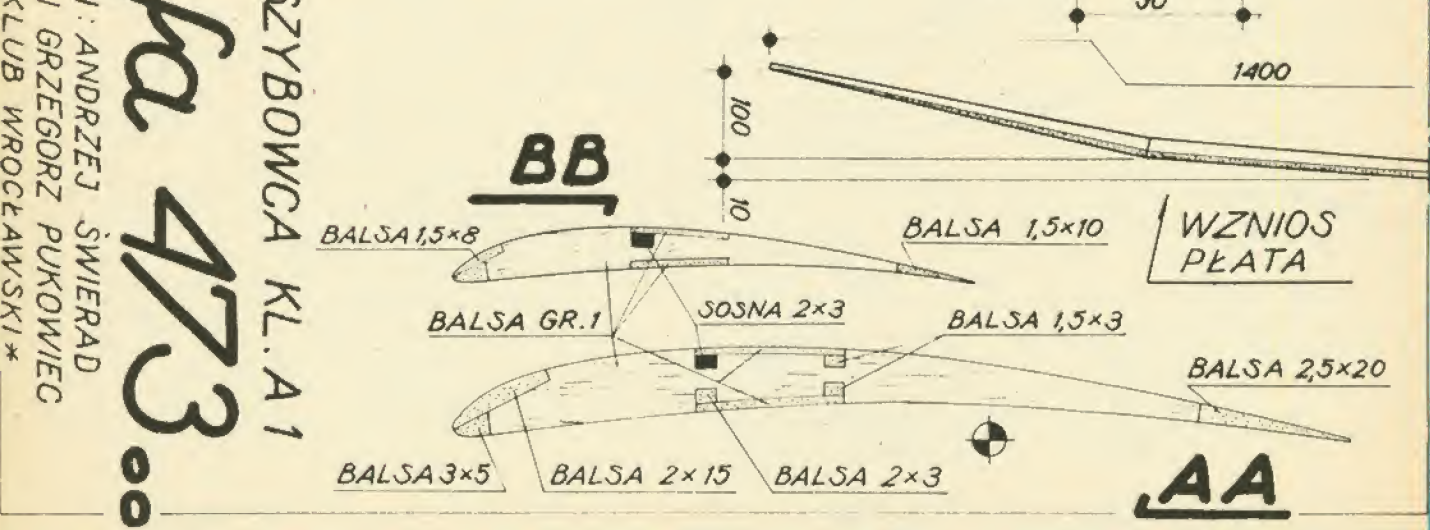 SZYBOWCA KL. A1
a 473
: ANDRZEJ ŚWIERAD
GRZEGORZ PUKOWIEC
KLUB WROCŁAWSKI *
50
1400
100
10
WZNIOS
PŁATA
BB
BALSA 1,5×8
BALSA 1,5×10
BALSA GR.1
SOSNA 2×3
BALSA 1,5×3
BALSA 2,5×20
BALSA 3×5
BALSA 2×15
BALSA 2×3
AA